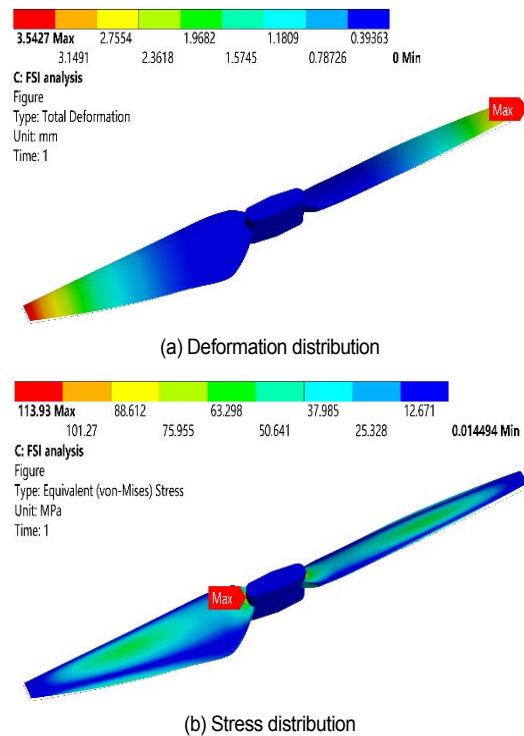 3.5427 Max 2.7554 1.9682 1.1809 0.39363
3.1491 2.3618 1.5745 0.78726 0 Min
C: FSI analysis
Figure
Type: Total Deformation
Unit: mm
Time: 1
Max
(a) Deformation distribution
113.93 Max 88.612 63.298 37.985 12.671
101.27 75.955 50.641 25.328 0.014494 Min
C: FSI analysis
Figure
Type: Equivalent (von-Mises) Stress
Unit: MPa
Time: 1
Max
(b) Stress distribution